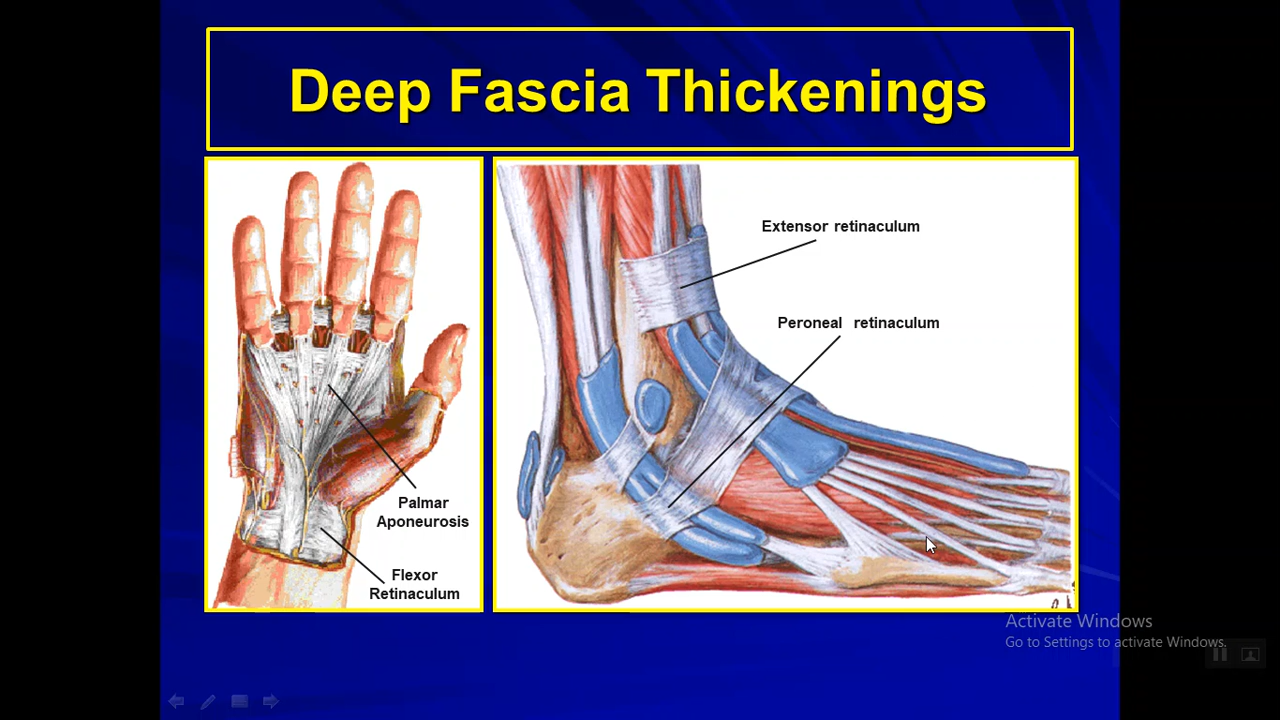 Deep Fascia Thickenings
Extensor retinaculum
Peroneal retinaculum
Palmar
Aponeurosis
Flexor
Retinaculum
Activate Windows
Go to Settings to activate Windows.